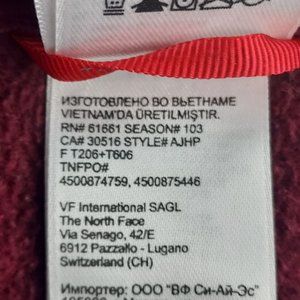 ИЗГОТОВЛЕНО ВО ВЬЕТНАМЕ
VIETNAM'DA ÜRETILMIŞTIR.
RN# 61661 SEASON# 103
CA# 30516 STYLE# AJHP
F T206+T606
TNFPO#
4500874759, 4500875446
VF International SAGL
The North Face
Via Senago, 42/E
6912 Pazzallo - Lugano
Switzerland (CH)
Импортер: ООО "ВФ Си-Ай-Эс"